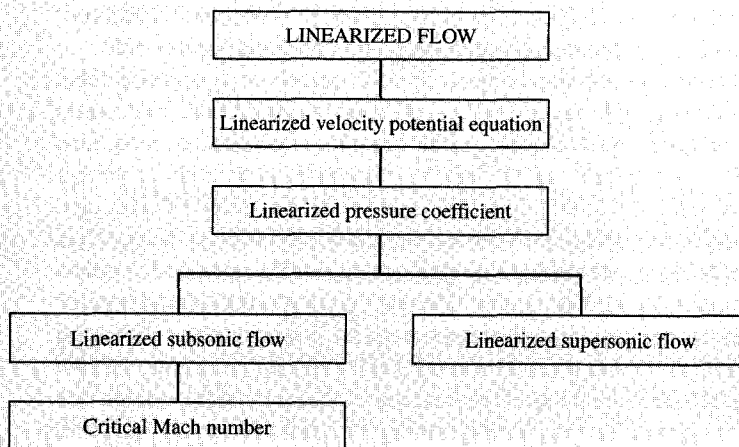 LINEARIZED FLOW
Linearized velocity potential equation
Linearized pressure coefficient
Linearized subsonic flow
Linearized supersonic flow
Critical Mach number